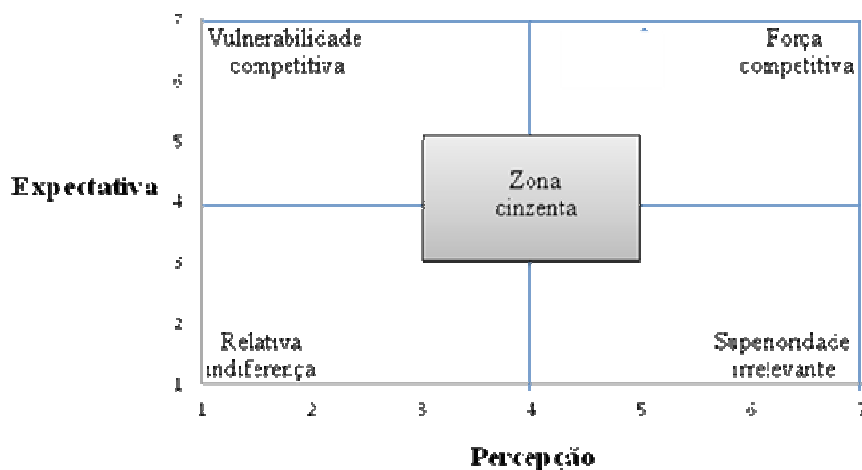 7
Vulnerabilidade
competitiva
Força
competitiva
6
5
Expectativa
Zona
cinzenta
4
3
2
Relativa
indiferença
Superioridade
irrelevante
1
1 2 3 4 5 6 7
Percepção